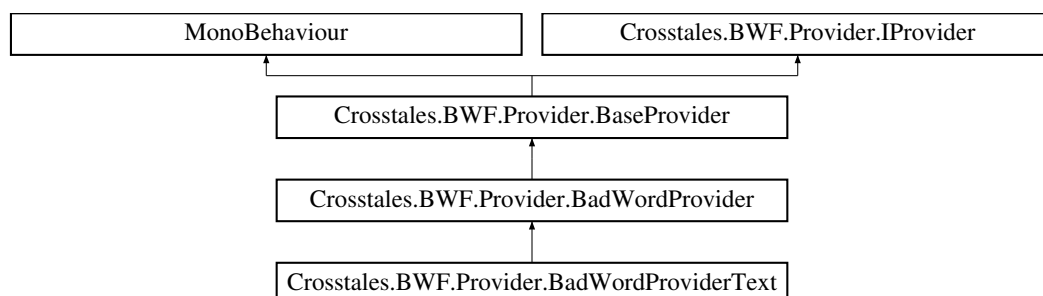 MonoBehaviour
Crosstales.BWF.Provider.IProvider
Crosstales.BWF.Provider.BaseProvider
Crosstales.BWF.Provider.BadWordProvider
Crosstales.BWF.Provider.BadWordProviderText